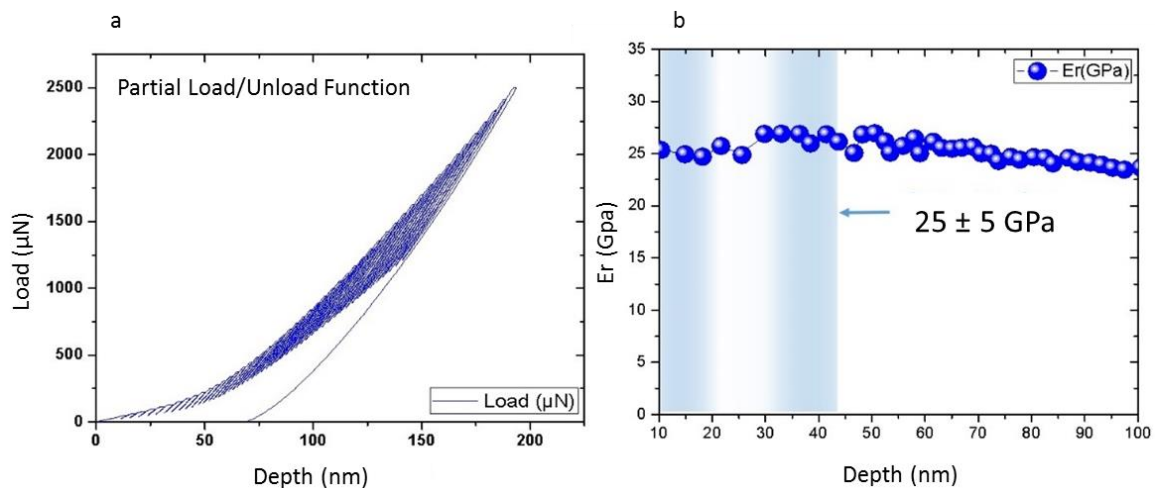 a
Partial Load/Unload Function
Load (µN)
2500
2000
1500
1000
500
0
0 50 100 150 200
Depth (nm)
Load (µN)
b
Er (Gpa)
35
30
25
20
15
10
5
0
10 20 30 40 50 60 70 80 90 100
Depth (nm)
Er(GPa)
25 ± 5 GPa